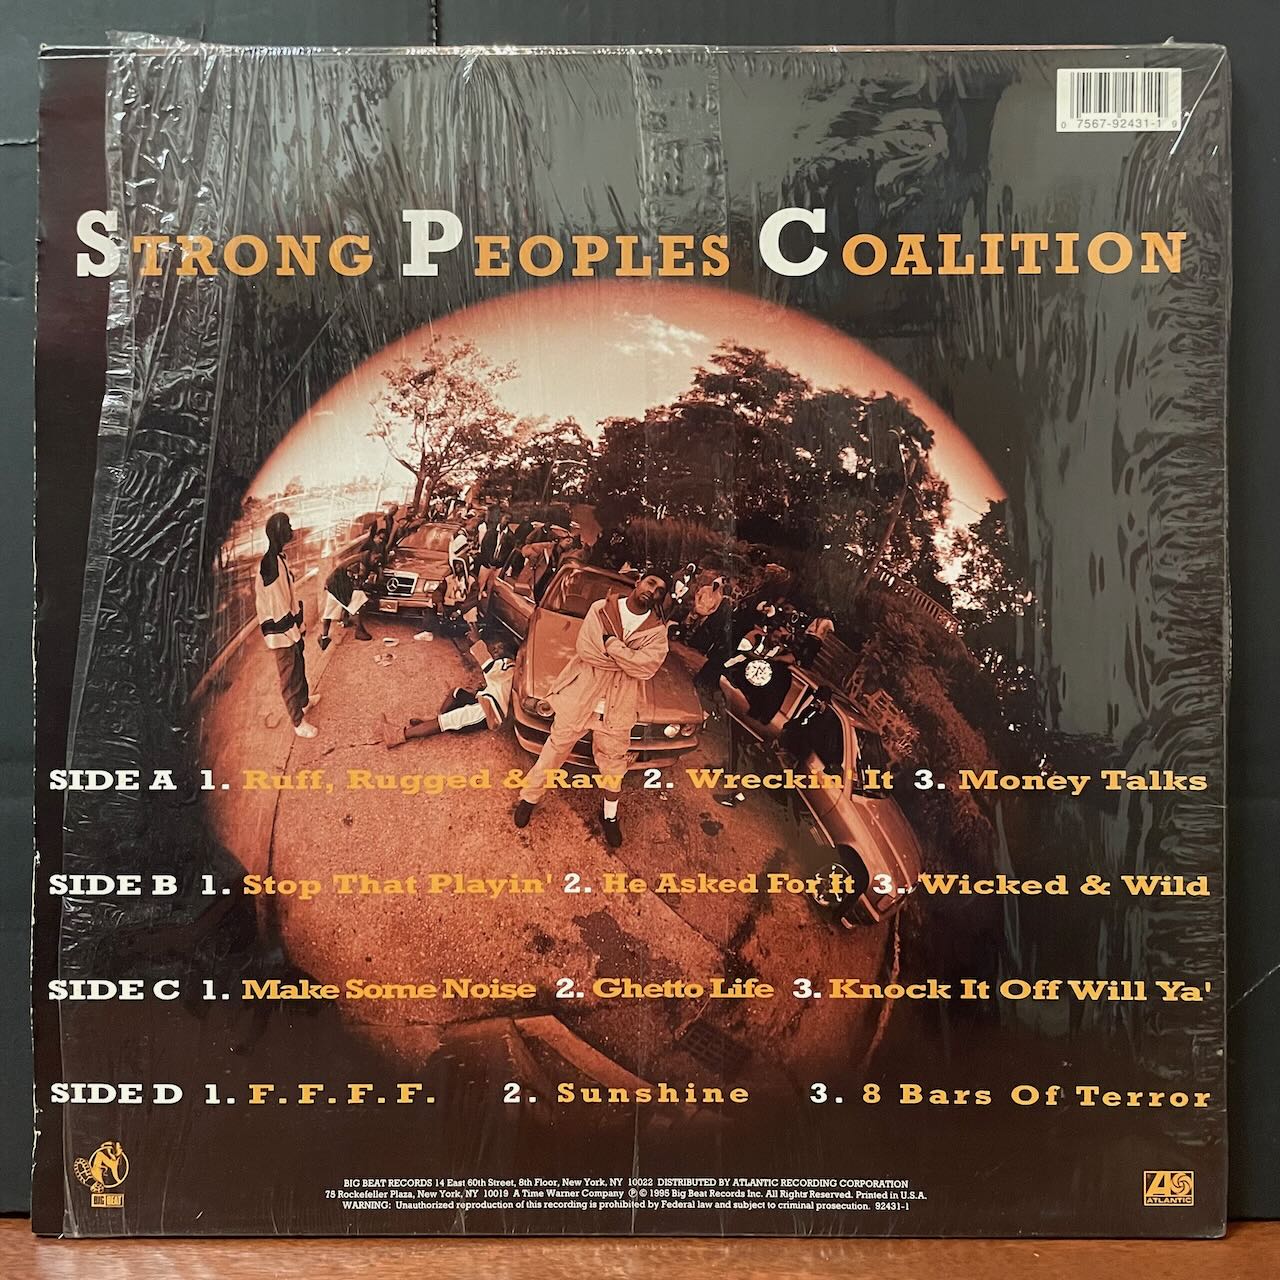 0 7567-92431-1 9
STRONG PEOPLES COALITION
SIDE A 1. Ruff, Rugged & Raw 2. Wreckin' It 3. Money Talks
SIDE B 1. Stop That Playin' 2. He Asked For It 3. Wicked & Wild
SIDE C 1. Make Some Noise 2. Ghetto Life 3. Knock It Off Will Ya'
SIDE D 1. F.F.F.F. 2. Sunshine 3. 8 Bars Of Terror
BIG BEAT
BIG BEAT RECORDS 14 East 60th Street, 8th Floor, New York, NY 10022 DISTRIBUTED BY ATLANTIC RECORDING CORPORATION
75 Rockefeller Plaza, New York, NY 10019 A Time Warner Company ℗ © 1995 Big Beat Records Inc. All Rights Reserved. Printed in U.S.A.
WARNING: Unauthorized reproduction of this recording is prohibited by Federal law and subject to criminal prosecution. 92431-1
ATLANTIC